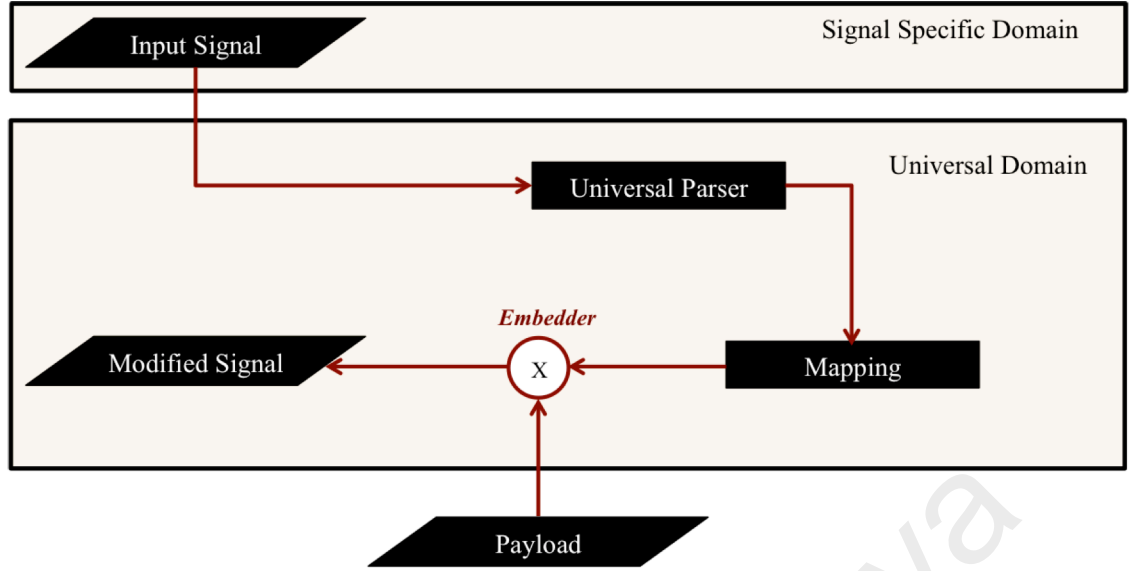 Input Signal
Signal Specific Domain
Universal Domain
Universal Parser
Embedder
Modified Signal
X
Mapping
Payload